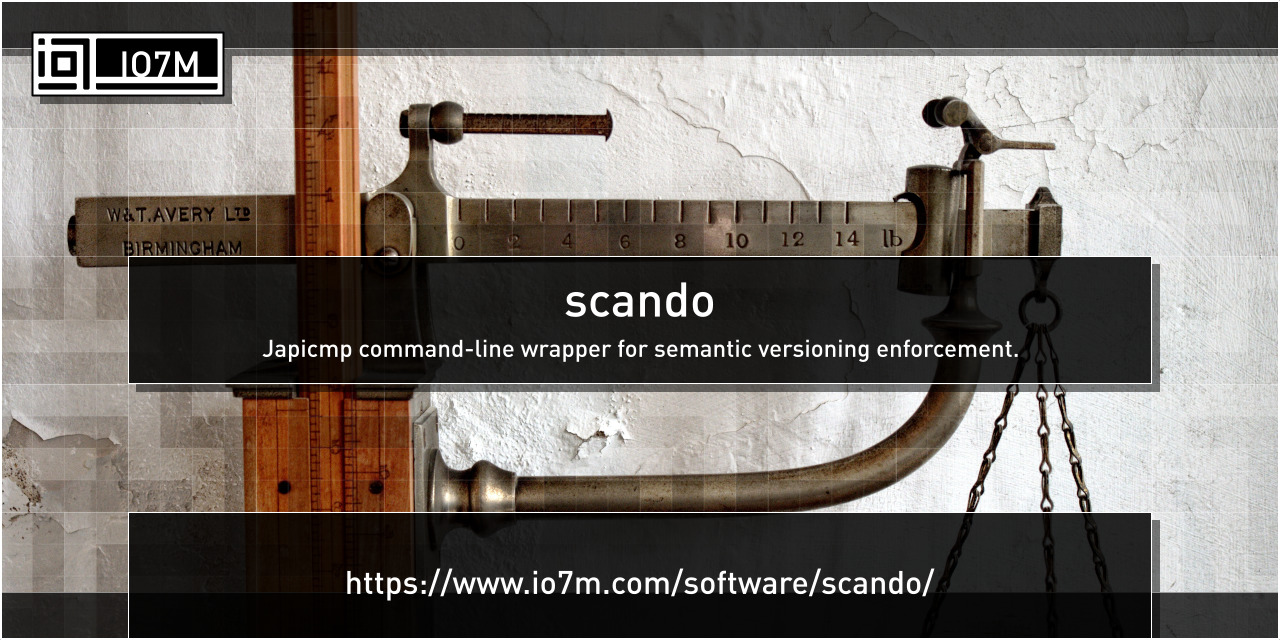 IO7M
W&T.AVERY LTD
BIRMINGHAM
0 2 4 6 8 10 12 14 lb
scando
Japicmp command-line wrapper for semantic versioning enforcement.
https://www.io7m.com/software/scando/